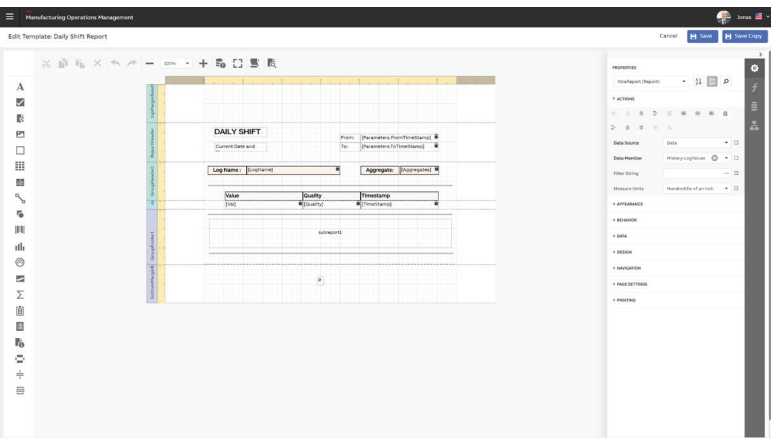 Manufacturing Operations Management
Jonas
Edit Template: Daily Shift Report
Cancel
Save
Save Copy
100%
PROPERTIES
XtraReport (Report)
ACTIONS
Data Source
Data
Data Member
HistoryLogValues
Filter String
Measure Units
Hundredths of an Inch
APPEARANCE
BEHAVIOR
DATA
DESIGN
NAVIGATION
PAGE SETTINGS
PRINTING
ReportHeader
DAILY SHIFT
From: [Parameters.FromTimeStamp]
Current Date and
To: [Parameters.ToTimeStamp]
Log Name : [LogName]
Aggregate: [Aggregates]
Value Quality Timestamp
[Val] [Quality] [TimeStamp]
subreport1